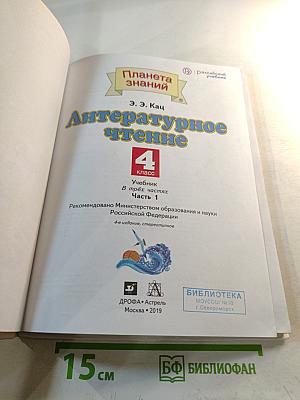 Планета
знаний
российский
учебник
Э. Э. Кац
Литературное
чтение
4
класс
Учебник
В трёх частях
Часть 1
Рекомендовано Министерством образования и науки
Российской Федерации
4-е издание, стереотипное
БИБЛИОТЕКА
г. Североморск
ДРОФА • Астрель
Москва • 2019
15 см
БФ БИБЛИОФАН